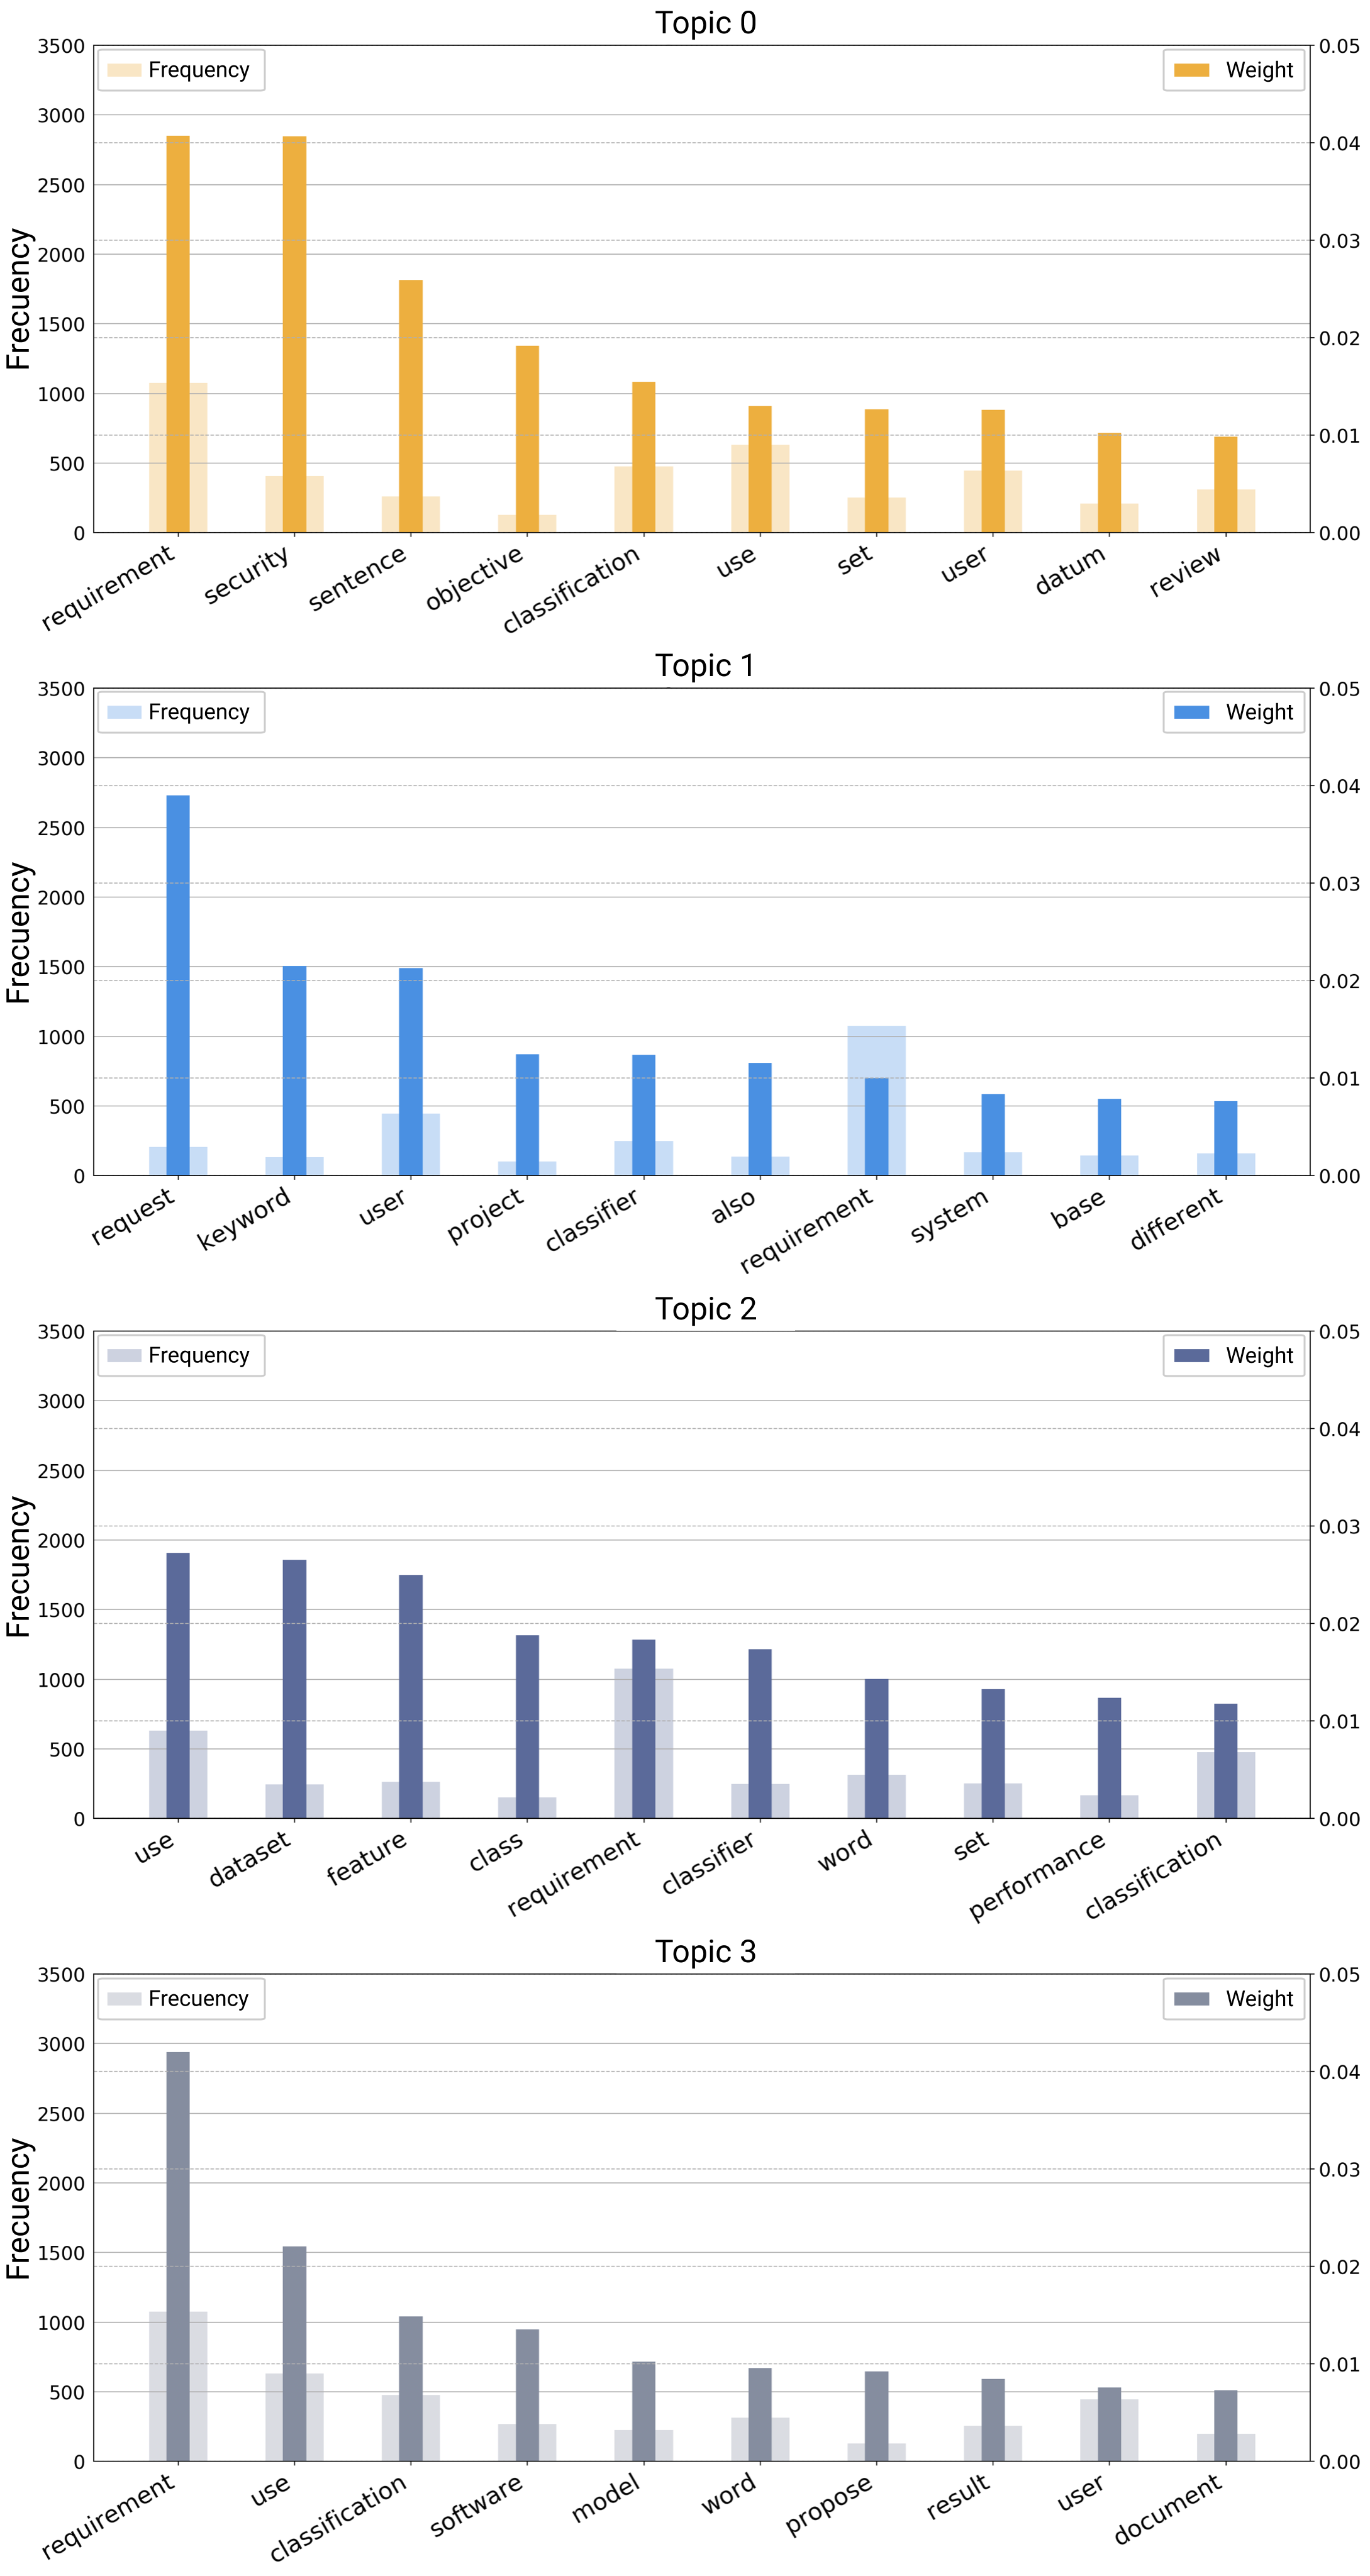 Topic 0
Frequency
Weight
Frecuency
3500
3000
2500
2000
1500
1000
500
0
0.05
0.04
0.03
0.02
0.01
0.00
requirement
security
sentence
objective
classification
use
set
user
datum
review
Topic 1
Frequency
Weight
Frecuency
3500
3000
2500
2000
1500
1000
500
0
0.05
0.04
0.03
0.02
0.01
0.00
request
keyword
user
project
classifier
also
requirement
system
base
different
Topic 2
Frequency
Weight
Frecuency
3500
3000
2500
2000
1500
1000
500
0
0.05
0.04
0.03
0.02
0.01
0.00
use
dataset
feature
class
requirement
classifier
word
set
performance
classification
Topic 3
Frecuency
Weight
Frecuency
3500
3000
2500
2000
1500
1000
500
0
0.05
0.04
0.03
0.02
0.01
0.00
requirement
use
classification
software
model
word
propose
result
user
document